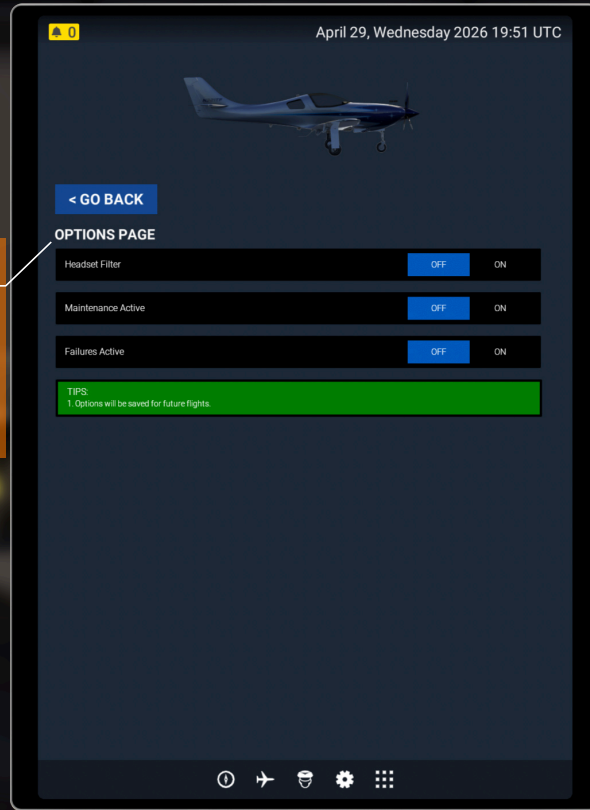 0
April 29, Wednesday 2026 19:51 UTC
< GO BACK
OPTIONS PAGE
Headset Filter OFF ON
Maintenance Active OFF ON
Failures Active OFF ON
TIPS:
1. Options will be saved for future flights.